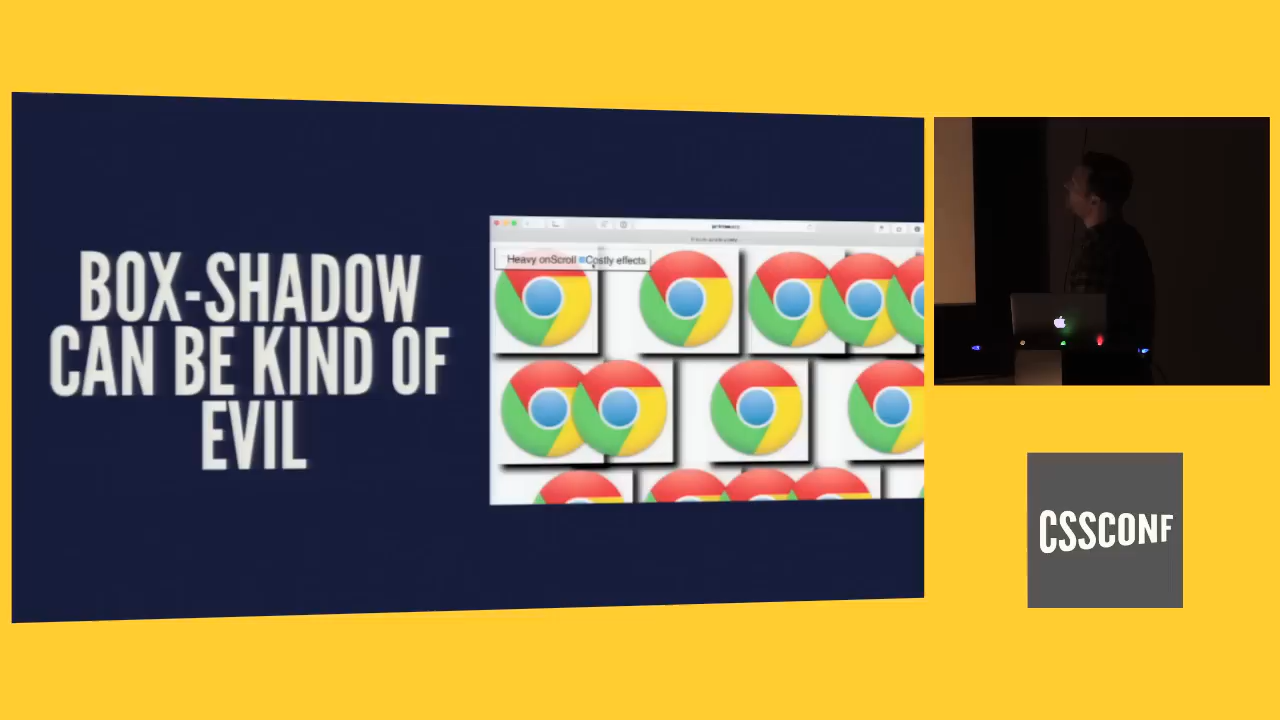 BOX-SHADOW
CAN BE KIND OF
EVIL
Heavy onScroll Costly effects
CSSCONF